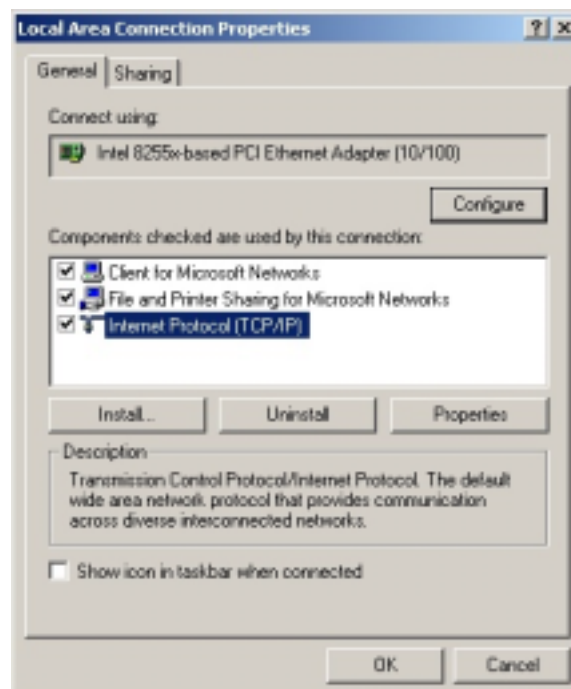 Local Area Connection Properties
General
Sharing
Connect using:
Intel 8255x-based PCI Ethernet Adapter (10/100)
Configure
Components checked are used by this connection:
Client for Microsoft Networks
File and Printer Sharing for Microsoft Networks
Internet Protocol (TCP/IP)
Install...
Uninstall
Properties
Description
Transmission Control Protocol/Internet Protocol. The default
wide area network protocol that provides communication
across diverse interconnected networks.
Show icon in taskbar when connected
OK
Cancel